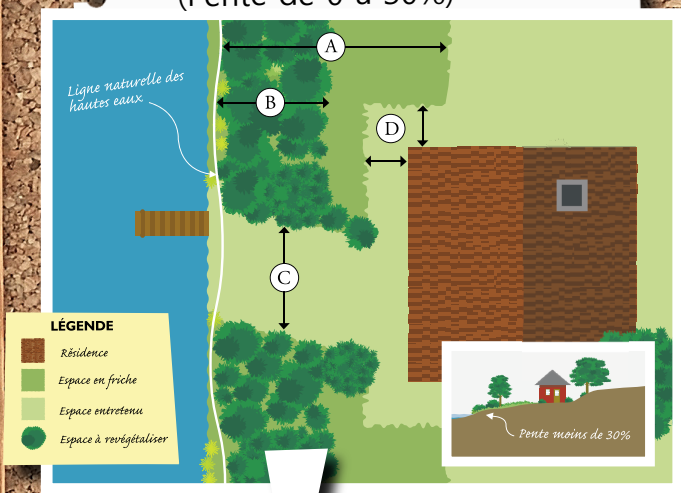 (Pente de 0 à 30%)
A
Ligne naturelle des
hautes eaux
B
D
C
LÉGENDE
Résidence
Espace en friche
Espace entretenu
Espace à revégétaliser
Pente moins de 30%